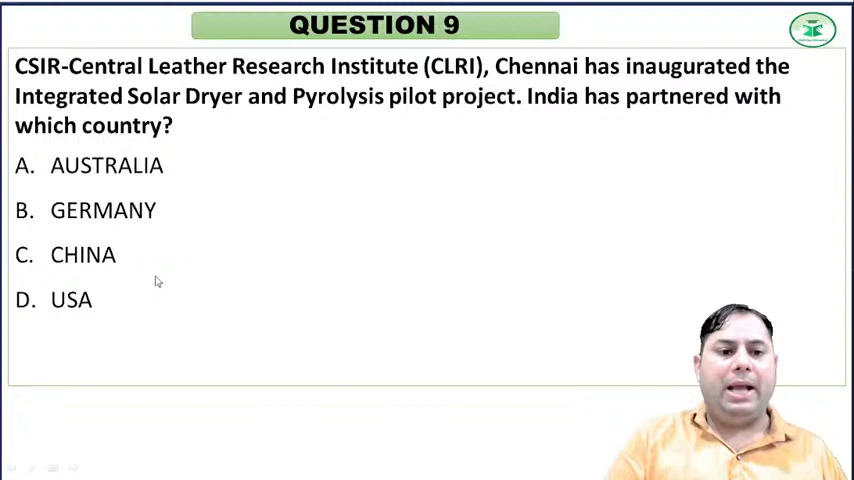 QUESTION 9
CSIR-Central Leather Research Institute (CLRI), Chennai has inaugurated the
Integrated Solar Dryer and Pyrolysis pilot project. India has partnered with
which country?
A. AUSTRALIA
B. GERMANY
C. CHINA
D. USA